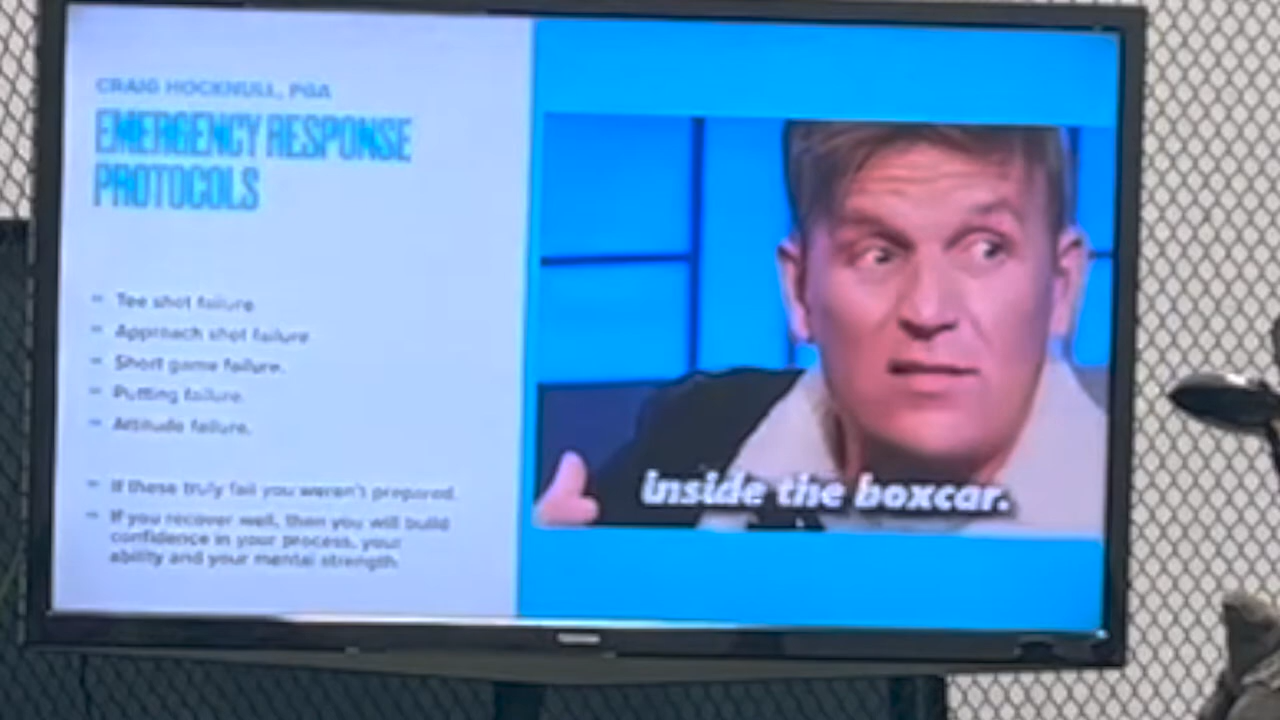 CRAIG HOCKNULL, PGA
EMERGENCY RESPONSE
PROTOCOLS
- Tee shot failure.
- Approach shot failure.
- Short game failure.
- Putting failure.
- Attitude failure.
- If these truly fail you weren't prepared.
- If you recover well, then you will build
confidence in your process, your
ability and your mental strength.
inside the boxcar.